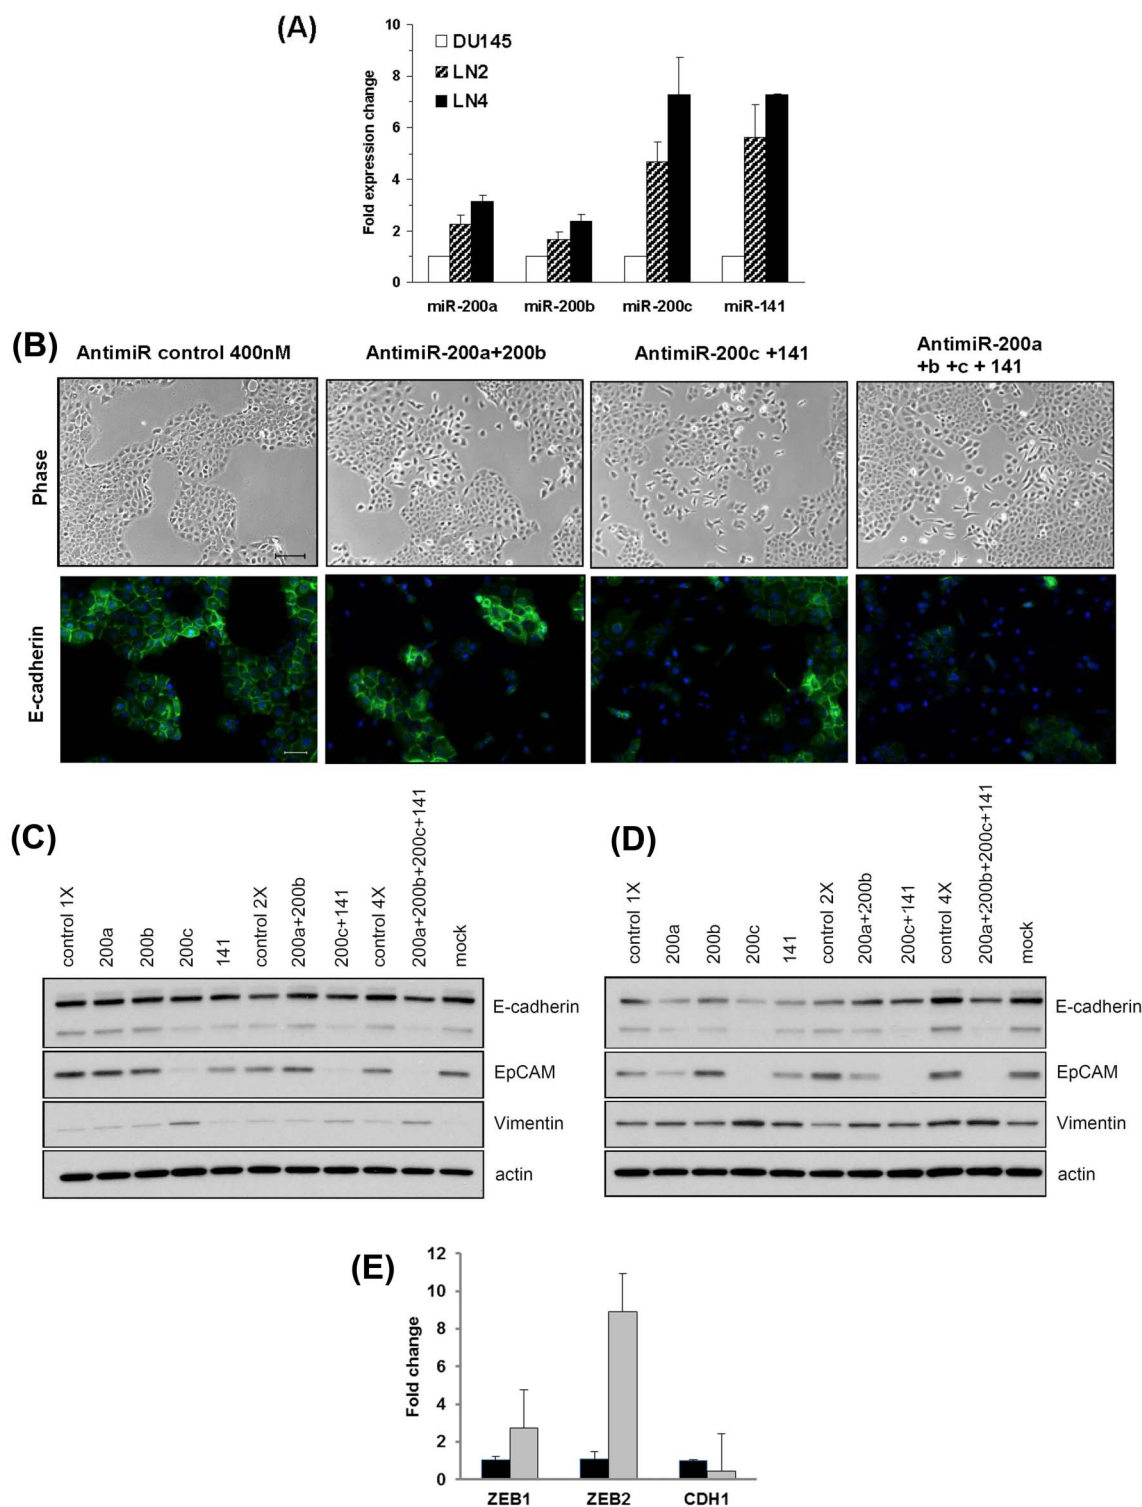 (A)
10
8
6
4
2
0
Fold expression change
DU145
LN2
LN4
miR-200a miR-200b miR-200c miR-141
(B)
AntimiR control 400nM
AntimiR-200a+200b
AntimiR-200c +141
AntimiR-200a
+b +c + 141
Phase
E-cadherin
(C)
control 1X
200a
200b
200c
141
control 2X
200a+200b
200c+141
control 4X
200a+200b+200c+141
mock
E-cadherin
EpCAM
Vimentin
actin
(D)
control 1X
200a
200b
200c
141
control 2X
200a+200b
200c+141
control 4X
200a+200b+200c+141
mock
E-cadherin
EpCAM
Vimentin
actin
(E)
12
10
8
6
4
2
0
Fold change
ZEB1 ZEB2 CDH1